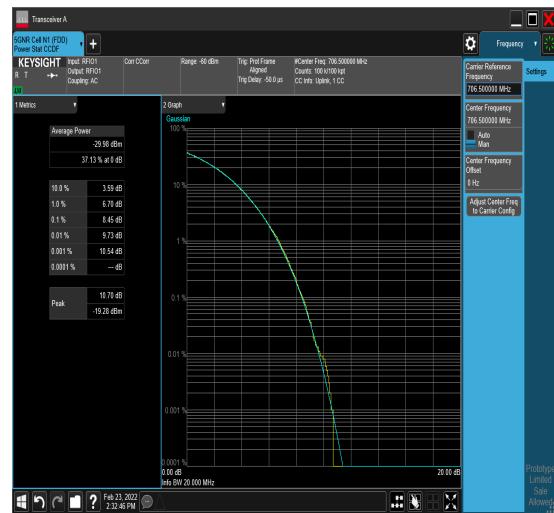 Transceiver A
5GNR Cell N1 (FDD)
Power Stat CCDF
Frequency
KEYSIGHT
R T
Input: RFIO1
Output: RFIO1
Coupling: AC
Corr CCorr
Range: -60 dBm
Trig: Prot Frame
Aligned
Trig Delay: -50.0 µs
#Center Freq: 706.500000 MHz
Counts: 100 k/100 kpt
CC Info: Uplink, 1 CC
1 Metrics
Average Power
-29.98 dBm
37.13 % at 0 dB
10.0 % 3.59 dB
1.0 % 6.70 dB
0.1 % 8.45 dB
0.01 % 9.73 dB
0.001 % 10.54 dB
0.0001 % --- dB
Peak
10.70 dB
-19.28 dBm
2 Graph
Gaussian
100 %
10 %
1 %
0.1 %
0.01 %
0.001 %
0.0001 %
0.00 dB
20.00 dB
Info BW 20.000 MHz
Carrier Reference
Frequency
706.500000 MHz
Center Frequency
706.500000 MHz
Auto
Man
Center Frequency
Offset
0 Hz
Adjust Center Freq
to Carrier Config
Settings
Prototype
Limited
Sale
Allowed
Feb 23, 2022
2:32:46 PM